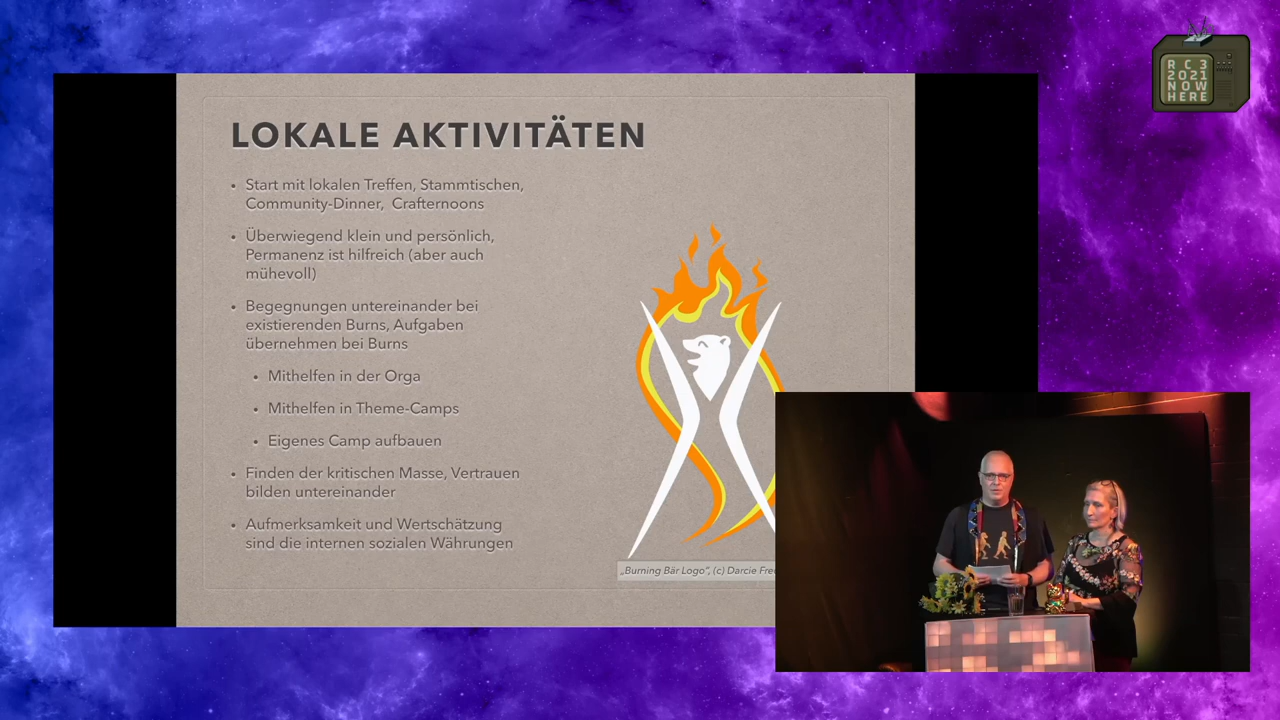 RC3
2021
NOW
HERE
LOKALE AKTIVITÄTEN
• Start mit lokalen Treffen, Stammtischen,
Community-Dinner, Crafternoons
• Überwiegend klein und persönlich,
Permanenz ist hilfreich (aber auch
mühevoll)
• Begegnungen untereinander bei
existierenden Burns, Aufgaben
übernehmen bei Burns
• Mithelfen in der Orga
• Mithelfen in Theme-Camps
• Eigenes Camp aufbauen
• Finden der kritischen Masse, Vertrauen
bilden untereinander
• Aufmerksamkeit und Wertschätzung
sind die internen sozialen Währungen
„Burning Bär Logo“, (c) Darcie